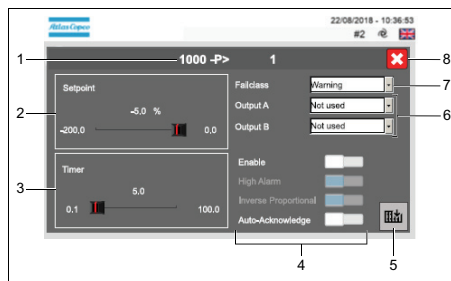 Atlas Copco
22/08/2018 - 10:36:53
#2
1
1000 -P> 1
8
Setpoint
-5.0 %
-200,0 0,0
2
Failclass Warning
7
Output A Not used
Output B Not used
6
Timer
5.0
0.1 100.0
3
Enable
High Alarm
Inverse Proportional
Auto-Acknowledge
4
5